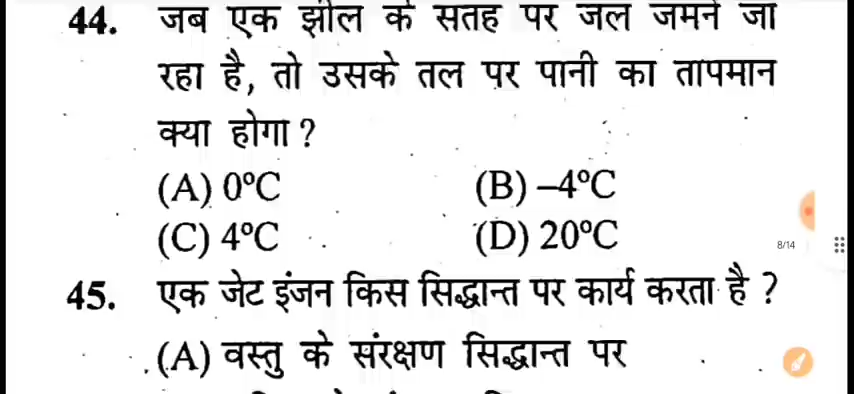 44. जब एक झील के सतह पर जल जमने जा
रहा है, तो उसके तल पर पानी का तापमान
क्या होगा ?
(A) 0°C (B) –4°C
(C) 4°C (D) 20°C
8/14
45. एक जेट इंजन किस सिद्धान्त पर कार्य करता है ?
(A) वस्तु के संरक्षण सिद्धान्त पर